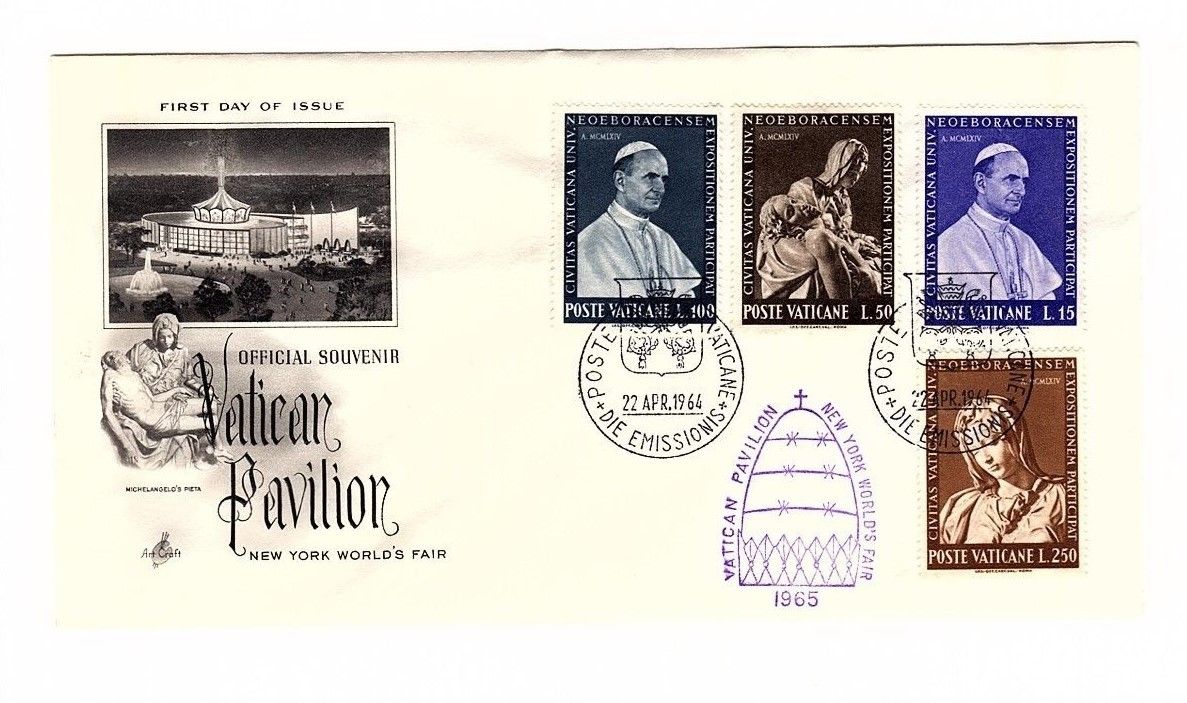 FIRST DAY OF ISSUE
OFFICIAL SOUVENIR
Vatican
Pavilion
NEW YORK WORLD'S FAIR
MICHELANGELO'S PIETA
Art Craft
CIVITAS VATICANA UNIV. NEOEBORACENSEM EXPOSITIONEM PARTICIPAT
A. MCMLXIV
POSTE VATICANE L.100
CIVITAS VATICANA UNIV. NEOEBORACENSEM EXPOSITIONEM PARTICIPAT
A. MCMLXIV
POSTE VATICANE L.50
CIVITAS VATICANA UNIV. NEOEBORACENSEM EXPOSITIONEM PARTICIPAT
A. MCMLXIV
POSTE VATICANE L.15
CIVITAS VATICANA UNIV. NEOEBORACENSEM EXPOSITIONEM PARTICIPAT
A. MCMLXIV
POSTE VATICANE L.250
POSTE VATICANE
22 APR.1964
+ DIE EMISSIONIS +
POSTE VATICANE
22 APR.1964
+ DIE EMISSIONIS
VATICAN PAVILION NEW YORK WORLD'S FAIR
1965